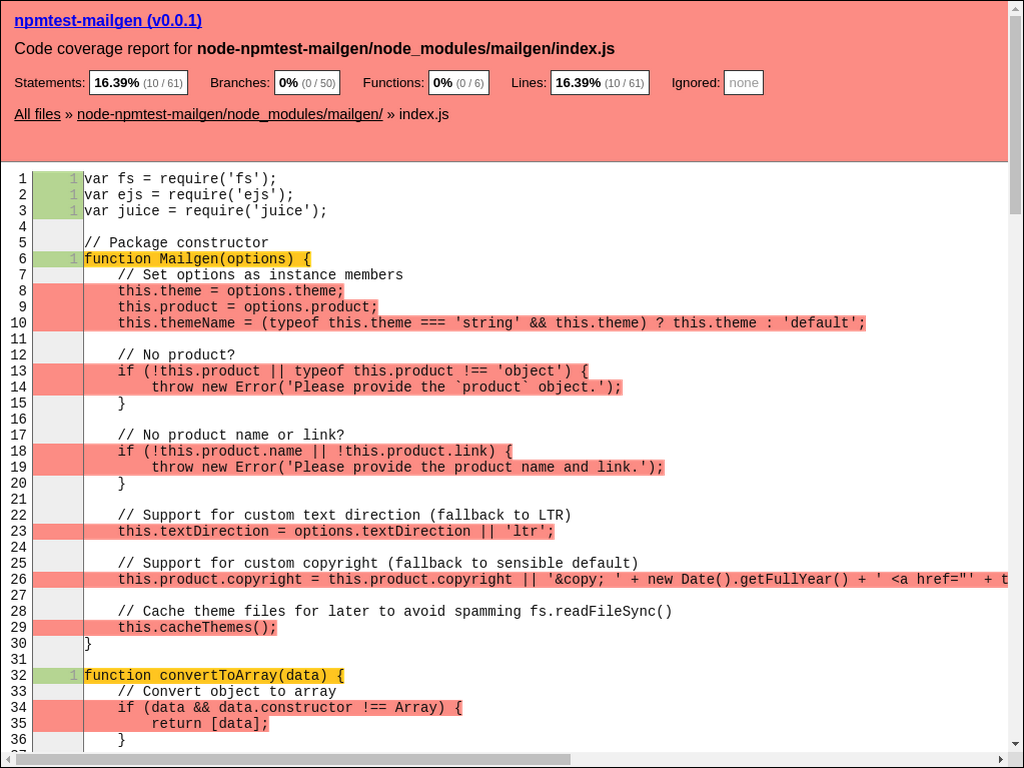 npmtest-mailgen (v0.0.1)
Code coverage report for node-npmtest-mailgen/node_modules/mailgen/index.js
Statements: 16.39% (10 / 61) Branches: 0% (0 / 50) Functions: 0% (0 / 6) Lines: 16.39% (10 / 61) Ignored: none
All files » node-npmtest-mailgen/node_modules/mailgen/ » index.js
1 1 var fs = require('fs');
2 1 var ejs = require('ejs');
3 1 var juice = require('juice');
4
5 // Package constructor
6 1 function Mailgen(options) {
7     // Set options as instance members
8     this.theme = options.theme;
9     this.product = options.product;
10     this.themeName = (typeof this.theme === 'string' && this.theme) ? this.theme : 'default';
11
12     // No product?
13     if (!this.product || typeof this.product !== 'object') {
14         throw new Error('Please provide the `product` object.');
15     }
16
17     // No product name or link?
18     if (!this.product.name || !this.product.link) {
19         throw new Error('Please provide the product name and link.');
20     }
21
22     // Support for custom text direction (fallback to LTR)
23     this.textDirection = options.textDirection || 'ltr';
24
25     // Support for custom copyright (fallback to sensible default)
26     this.product.copyright = this.product.copyright || '&copy; ' + new Date().getFullYear() + ' <a href="' + t
27
28     // Cache theme files for later to avoid spamming fs.readFileSync()
29     this.cacheThemes();
30 }
31
32 1 function convertToArray(data) {
33     // Convert object to array
34     if (data && data.constructor !== Array) {
35         return [data];
36     }